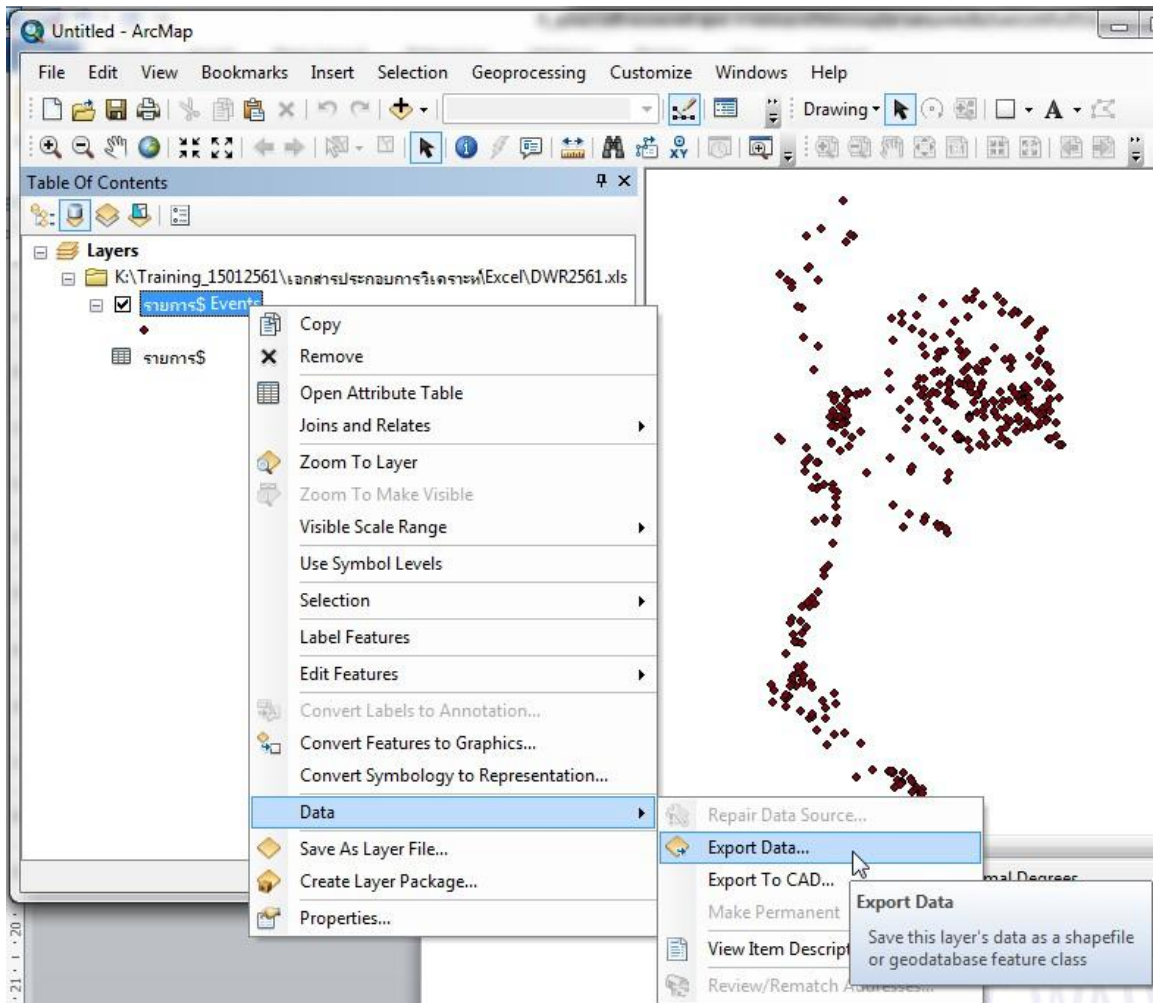 Untitled - ArcMap
File Edit View Bookmarks Insert Selection Geoprocessing Customize Windows Help
Drawing A
XY
Table Of Contents
Layers
K:\Training_15012561\เอกสารประกอบการวิเคราะห์\Excel\DWR2561.xls
รายการ$ Events
รายการ$
Copy
Remove
Open Attribute Table
Joins and Relates
Zoom To Layer
Zoom To Make Visible
Visible Scale Range
Use Symbol Levels
Selection
Label Features
Edit Features
Convert Labels to Annotation...
Convert Features to Graphics...
Convert Symbology to Representation...
Data
Save As Layer File...
Create Layer Package...
Properties...
Repair Data Source...
Export Data...
Export To CAD...
Make Permanent
View Item Descript
Review/Rematch Addresses...
mal Degrees
Export Data
Save this layer's data as a shapefile
or geodatabase feature class
20
21